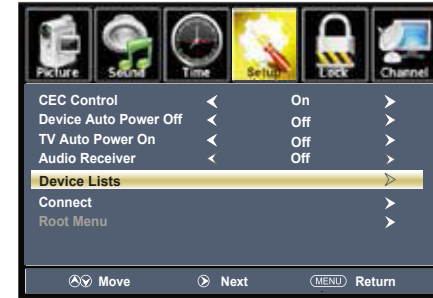 Picture Sound Time Setup Lock Channel
CEC Control On
Device Auto Power Off Off
TV Auto Power On Off
Audio Receiver Off
Device Lists
Connect
Root Menu
Move Next MENU Return